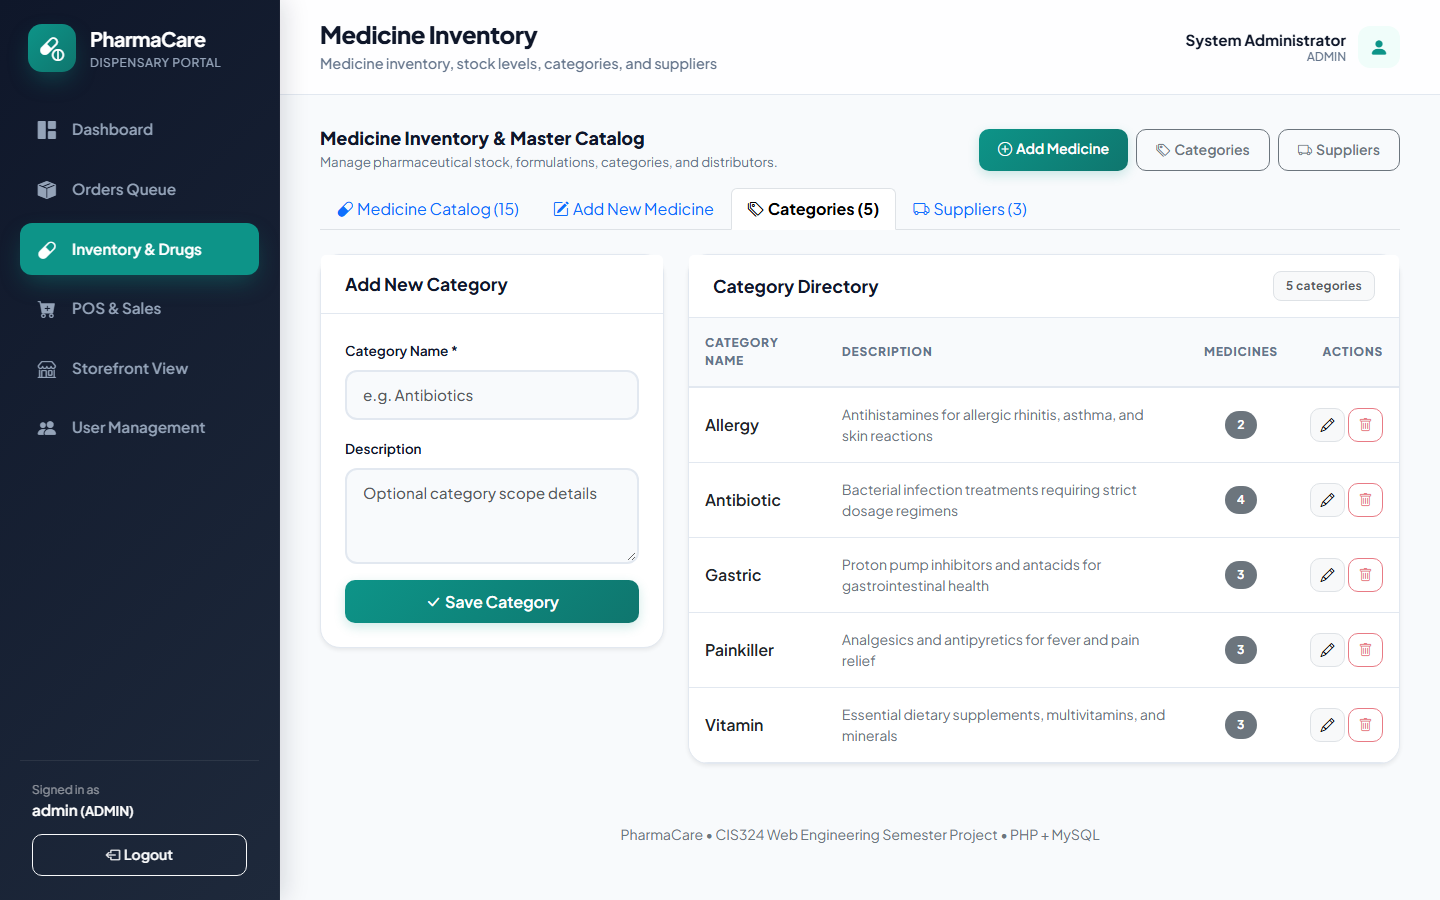 PharmaCare
DISPENSARY PORTAL
Dashboard
Orders Queue
Inventory & Drugs
POS & Sales
Storefront View
User Management
Signed in as
admin (ADMIN)
Logout
Medicine Inventory
Medicine inventory, stock levels, categories, and suppliers
System Administrator
ADMIN
Medicine Inventory & Master Catalog
Manage pharmaceutical stock, formulations, categories, and distributors.
Add Medicine
Categories
Suppliers
Medicine Catalog (15)
Add New Medicine
Categories (5)
Suppliers (3)
Add New Category
Category Name *
e.g. Antibiotics
Description
Optional category scope details
Save Category
Category Directory
5 categories
CATEGORY
NAME
DESCRIPTION
MEDICINES
ACTIONS
Allergy
Antihistamines for allergic rhinitis, asthma, and
skin reactions
2
Antibiotic
Bacterial infection treatments requiring strict
dosage regimens
4
Gastric
Proton pump inhibitors and antacids for
gastrointestinal health
3
Painkiller
Analgesics and antipyretics for fever and pain
relief
3
Vitamin
Essential dietary supplements, multivitamins, and
minerals
3
PharmaCare • CIS324 Web Engineering Semester Project • PHP + MySQL